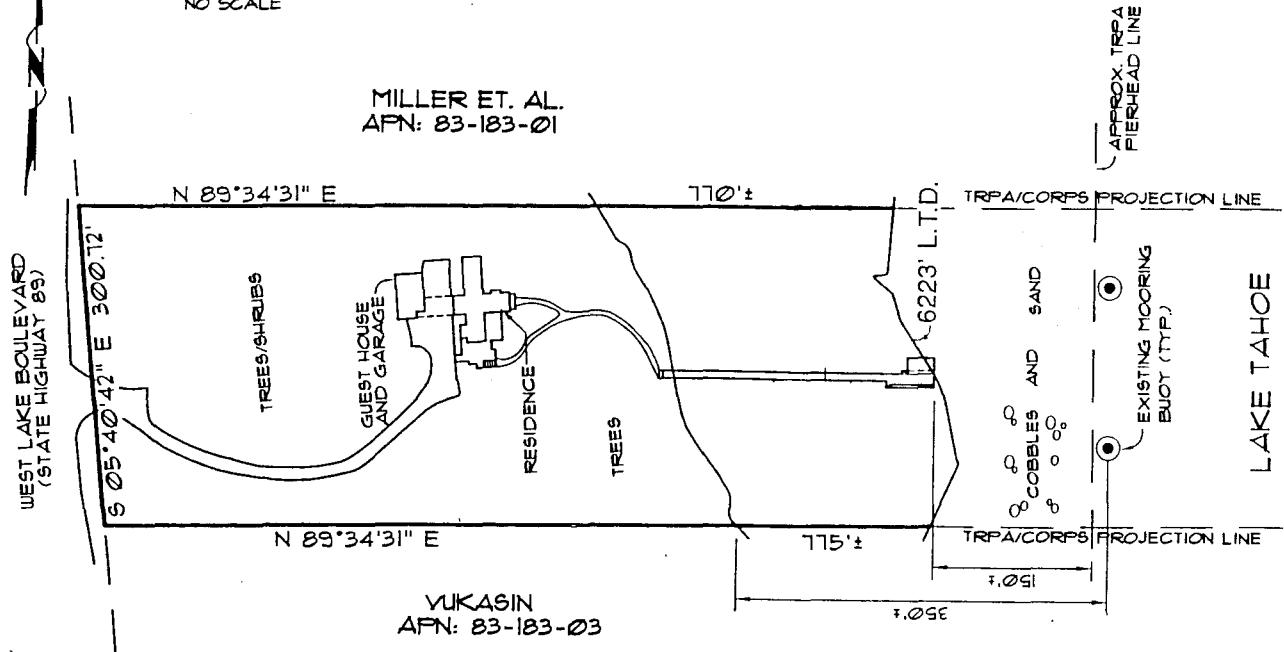 NO SCALE
N
APPROX. TRPA
PIERHEAD LINE
MILLER ET. AL.
APN: 83-183-01
N 89°34'31" E
770'±
TRPA/CORPS PROJECTION LINE
WEST LAKE BOULEVARD
(STATE HIGHWAY 89)
S 05°40'42" E 300.72'
TREES/SHRUBS
GUEST HOUSE
AND GARAGE
RESIDENCE
TREES
6223' L.T.D.
COBBLES AND SAND
EXISTING MOORING
BUOY (TYP.)
LAKE TAHOE
N 89°34'31" E
775'±
TRPA/CORPS PROJECTION LINE
150'±
350'±
VUKASIN
APN: 83-183-03